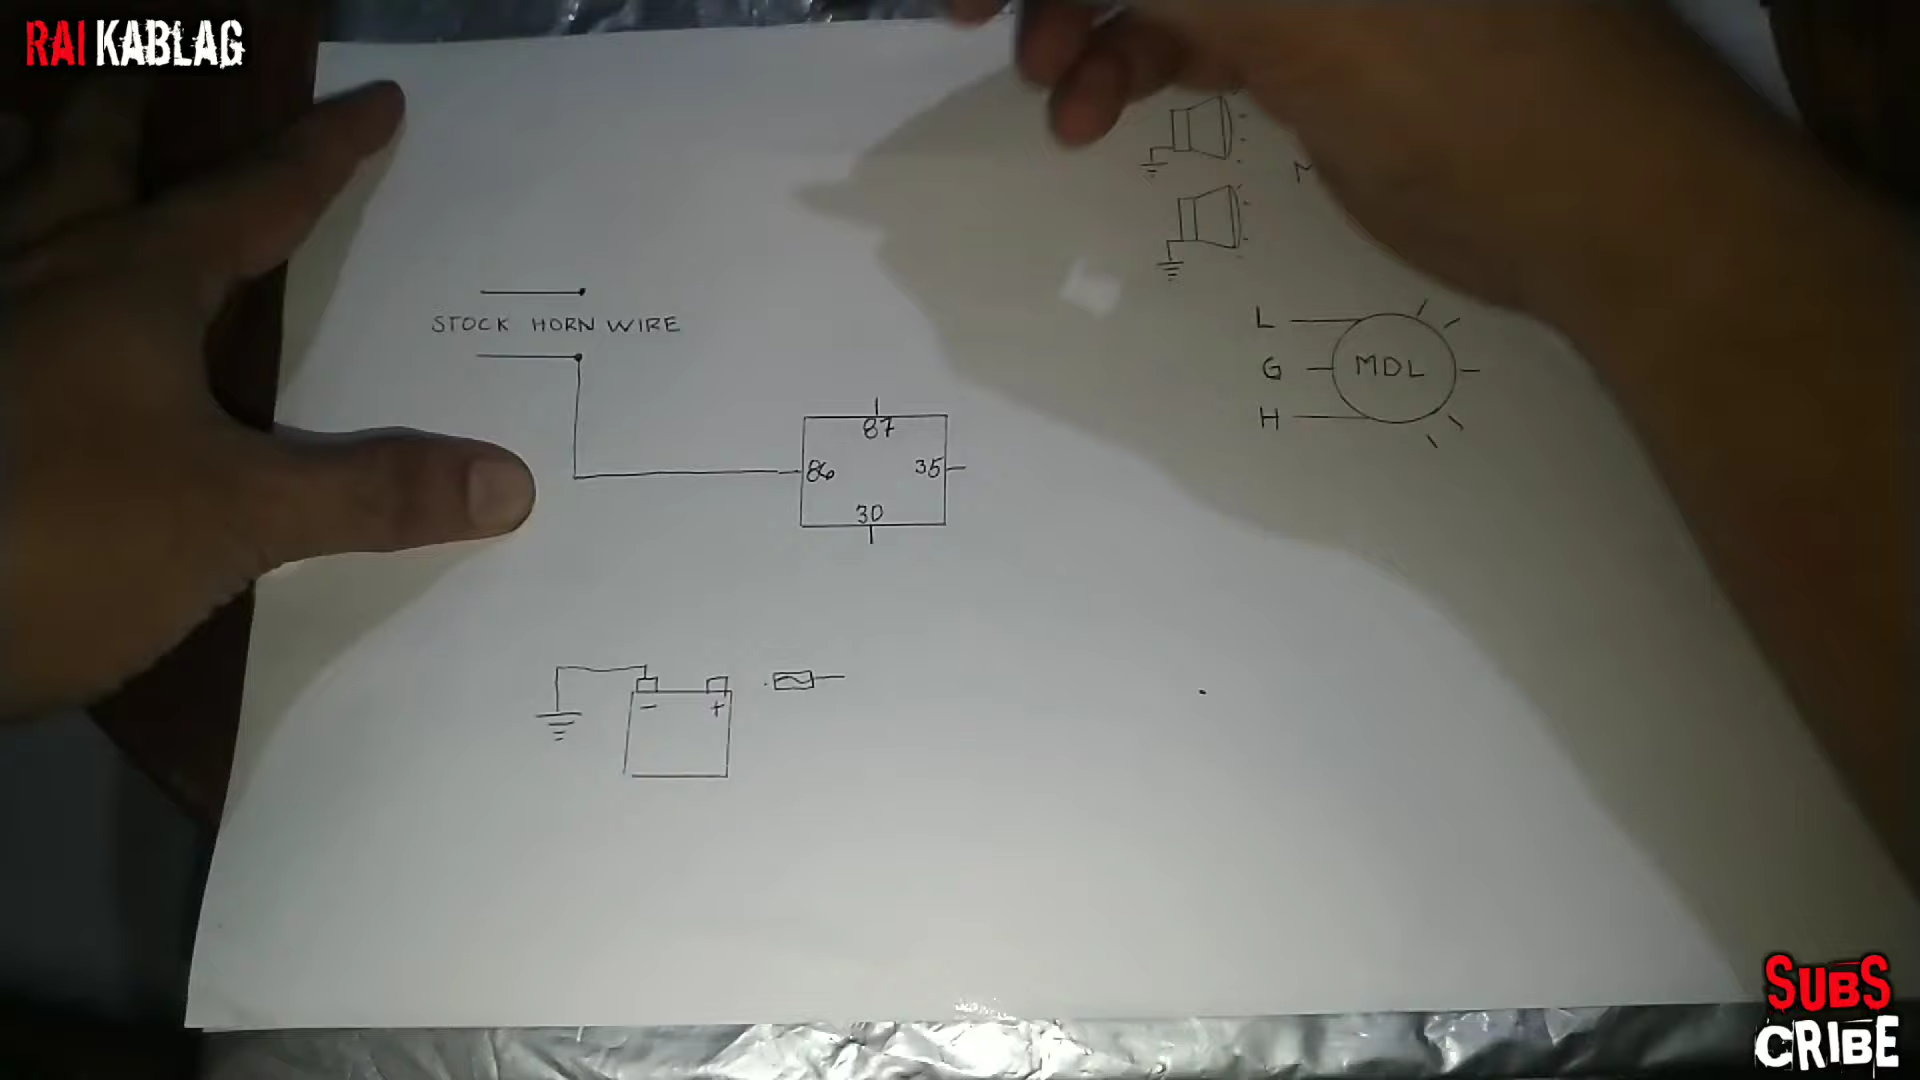 RAI KABLAG
STOCK HORN WIRE
87
86
35
30
L
G
MDL
H
-
+
SUBS
CRIBE